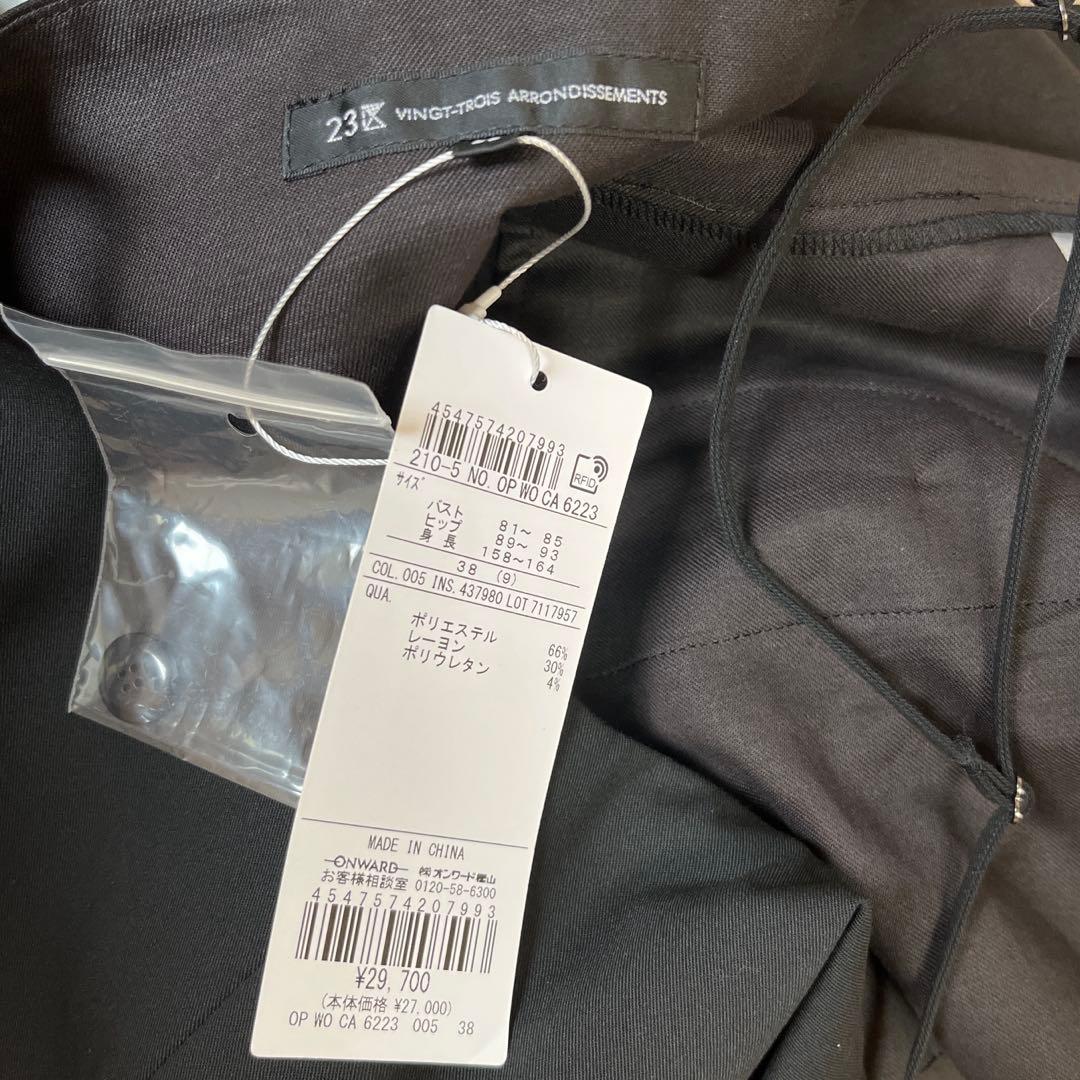 23区 VINGT-TROIS ARRONDISSEMENTS
4547574207993
210-5 NO. OP WO CA 6223
RFID
サイズ
バスト 81～ 85
ヒップ 89～ 93
身長 158～164
38 (9)
COL. 005 INS. 437980 LOT 7117957
QUA.
ポリエステル 66%
レーヨン 30%
ポリウレタン 4%
MADE IN CHINA
ONWARD ㈱オンワード樫山
お客様相談室 0120-58-6300
4547574207993
¥29,700
(本体価格 ¥27,000)
OP WO CA 6223 005 38